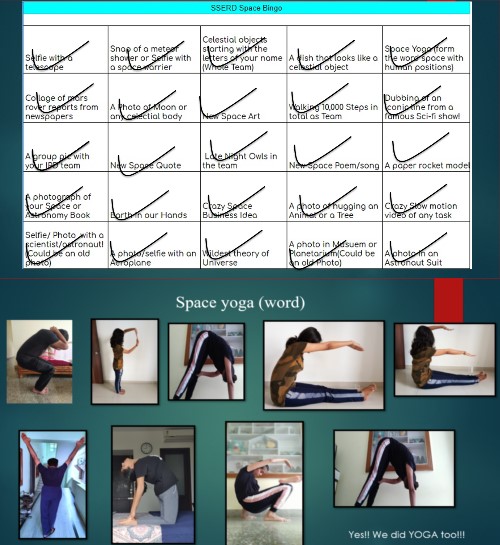 SSERD Space Bingo
Selfie with a
telescope
Snap of a meteor
shower or Selfie with
a space warrier
Celestial objects
starting with the
letters of your name
(Whole Team)
A dish that looks like a
celestial object
Space Yoga (form
the word space with
human positions)
Collage of mars
rover reports from
newspapers
A Photo of Moon or
any celectial body
New Space Art
Walking 10,000 Steps in
total as Team
Dubbing of an
iconic line from a
famous Sci-fi show
A group pic with
your team
New Space Quote
Late Night Owls in
the team
New Space Poem/song
A paper rocket model
A photograph of
your Space or
Astronomy Book
Earth in our Hands
Crazy Space
Business Idea
A photo of hugging an
Animal or a Tree
Crazy Slow motion
video of any task
Selfie/ Photo with a
scientist/astronaut(
(Could be an old
photo)
A photo/selfie with an
Aeroplane
Wildest theory of
Universe
A photo in Musuem or
Planetarium(Could be
an old Photo)
A photo in an
Astronaut Suit
Space yoga (word)
Yes!! We did YOGA too!!!